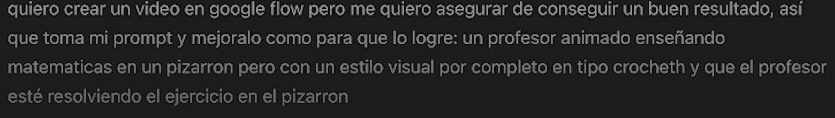 quiero crear un video en google flow pero me quiero asegurar de conseguir un buen resultado, así
que toma mi prompt y mejoralo como para que lo logre: un profesor animado enseñando
matematicas en un pizarron pero con un estilo visual por completo en tipo crocheth y que el profesor
esté resolviendo el ejercicio en el pizarron